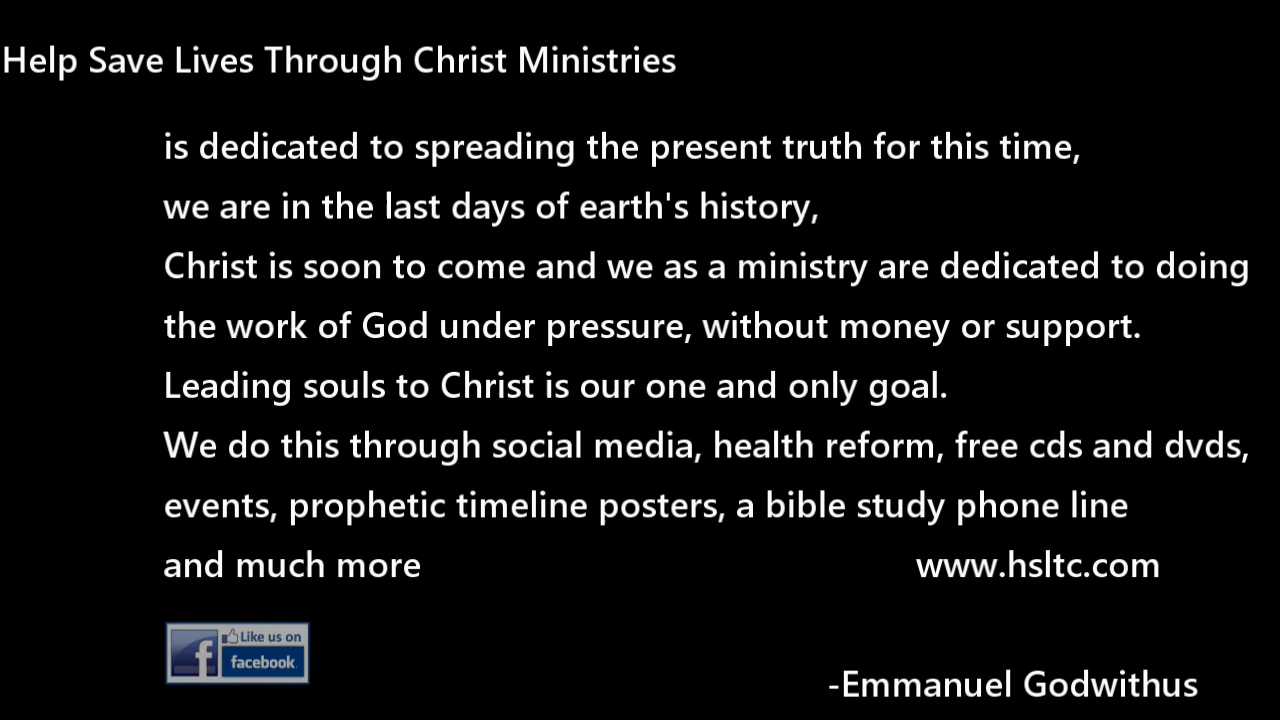 Help Save Lives Through Christ Ministries
is dedicated to spreading the present truth for this time,
we are in the last days of earth's history,
Christ is soon to come and we as a ministry are dedicated to doing
the work of God under pressure, without money or support.
Leading souls to Christ is our one and only goal.
We do this through social media, health reform, free cds and dvds,
events, prophetic timeline posters, a bible study phone line
and much more www.hsltc.com
f Like us on
facebook.
-Emmanuel Godwithus